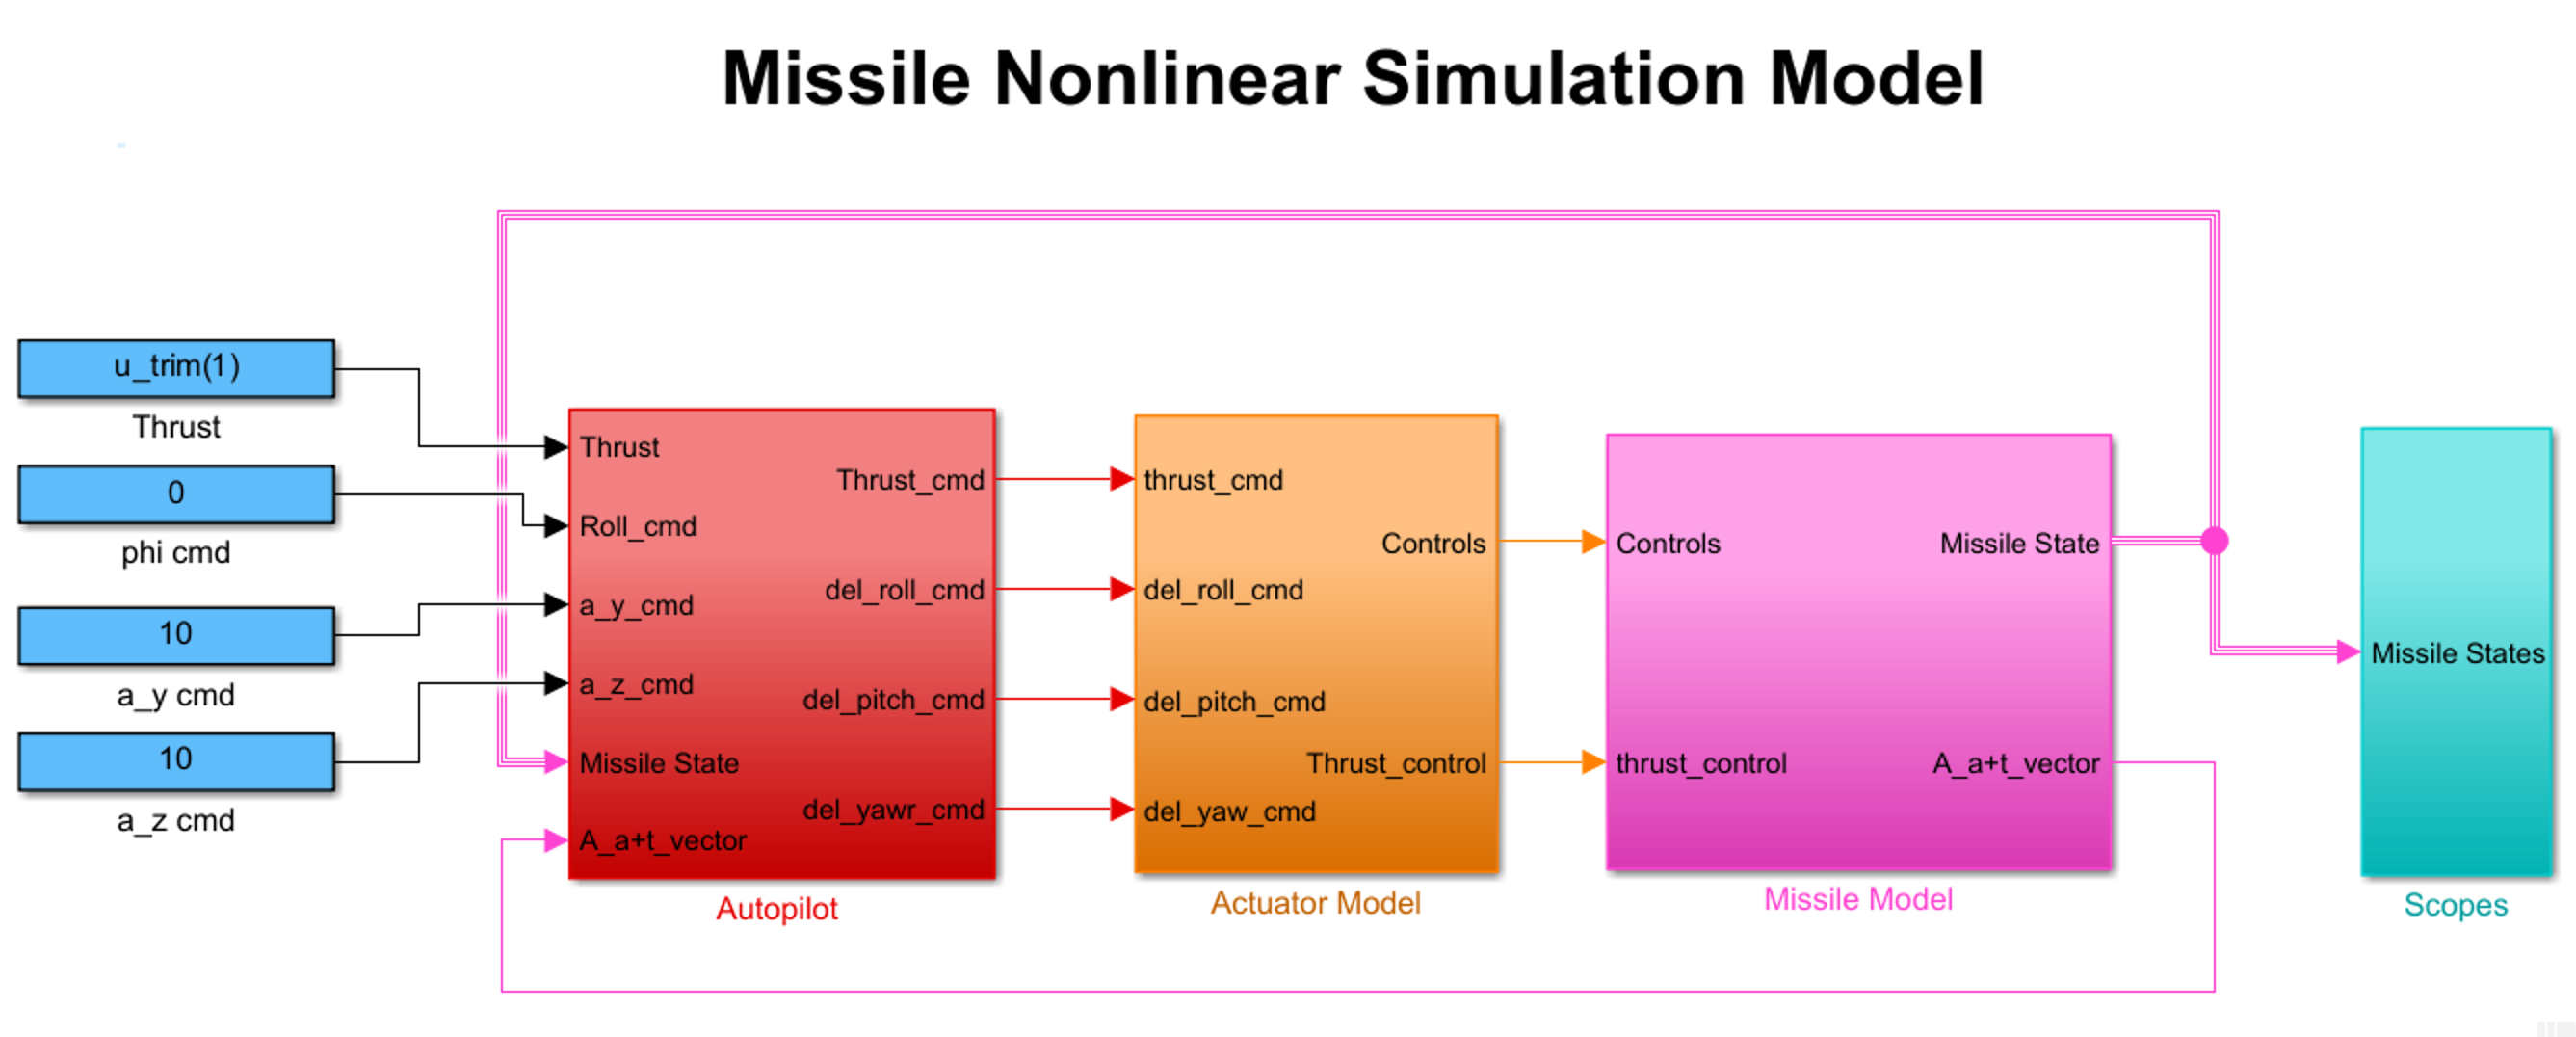 Missile Nonlinear Simulation Model
u_trim(1)
Thrust
0
phi cmd
10
a_y cmd
10
a_z cmd
Thrust
Roll_cmd
a_y_cmd
a_z_cmd
Missile State
A_a+t_vector
Thrust_cmd
del_roll_cmd
del_pitch_cmd
del_yawr_cmd
Autopilot
thrust_cmd
del_roll_cmd
del_pitch_cmd
del_yaw_cmd
Controls
Thrust_control
Actuator Model
Controls
thrust_control
Missile State
A_a+t_vector
Missile Model
Missile States
Scopes